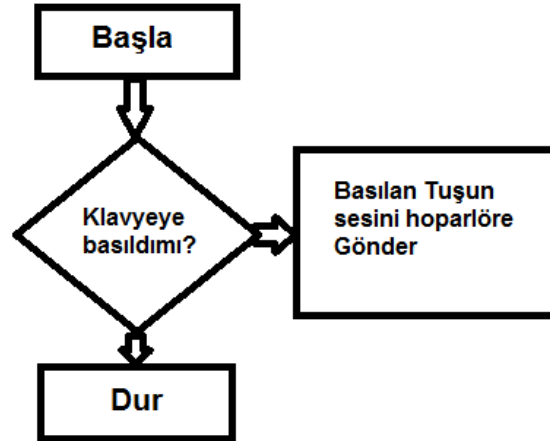 Başla
Klavyeye
basıldımı?
Basılan Tuşun
sesini hoparlöre
Gönder
Dur